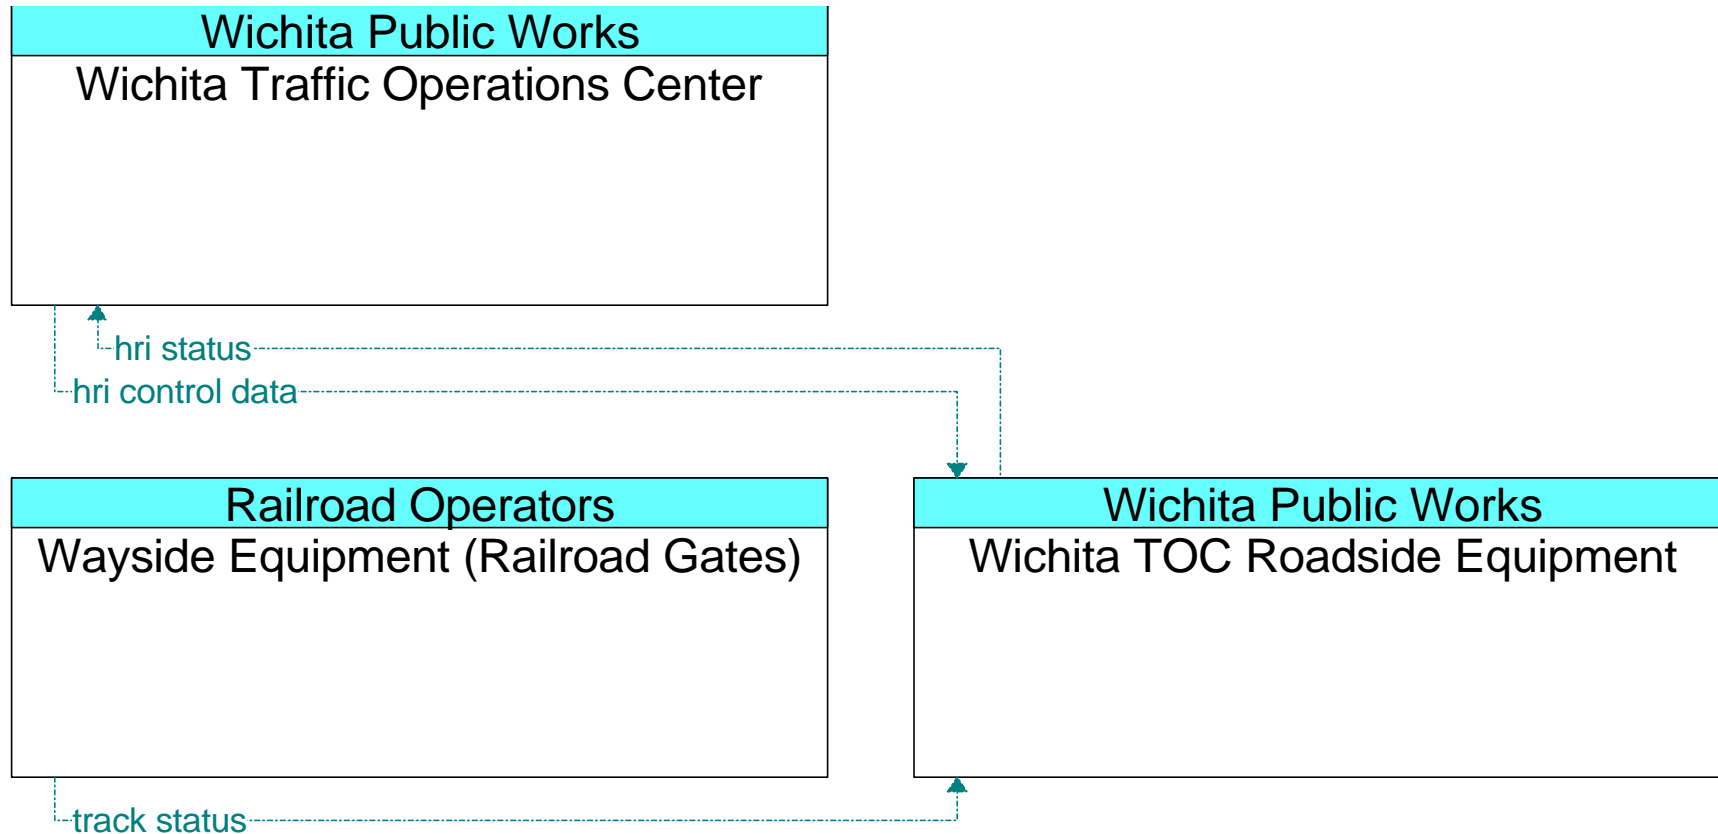 Wichita Public Works
Wichita Traffic Operations Center
hri status
hri control data
Railroad Operators
Wayside Equipment (Railroad Gates)
Wichita Public Works
Wichita TOC Roadside Equipment
track status